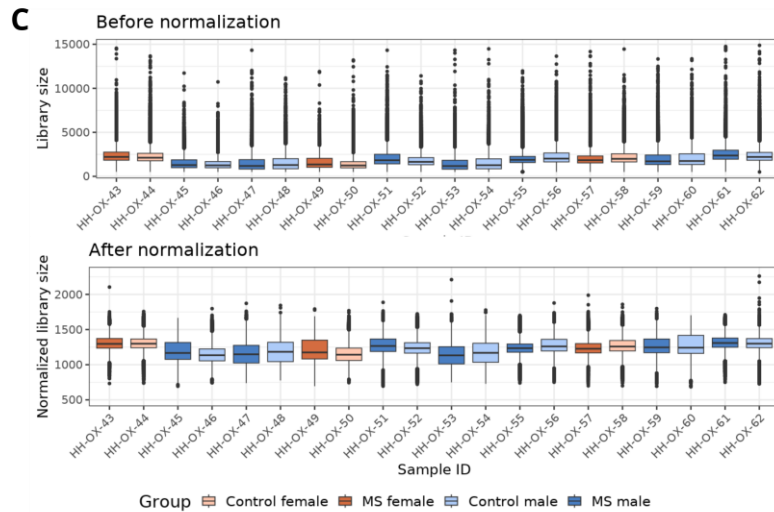 C
Before normalization
Library size
15000
10000
5000
0
HH-OX-43 HH-OX-44 HH-OX-45 HH-OX-46 HH-OX-47 HH-OX-48 HH-OX-49 HH-OX-50 HH-OX-51 HH-OX-52 HH-OX-53 HH-OX-54 HH-OX-55 HH-OX-56 HH-OX-57 HH-OX-58 HH-OX-59 HH-OX-60 HH-OX-61 HH-OX-62
After normalization
Normalized library size
2000
1500
1000
500
HH-OX-43 HH-OX-44 HH-OX-45 HH-OX-46 HH-OX-47 HH-OX-48 HH-OX-49 HH-OX-50 HH-OX-51 HH-OX-52 HH-OX-53 HH-OX-54 HH-OX-55 HH-OX-56 HH-OX-57 HH-OX-58 HH-OX-59 HH-OX-60 HH-OX-61 HH-OX-62
Sample ID
Group Control female MS female Control male MS male